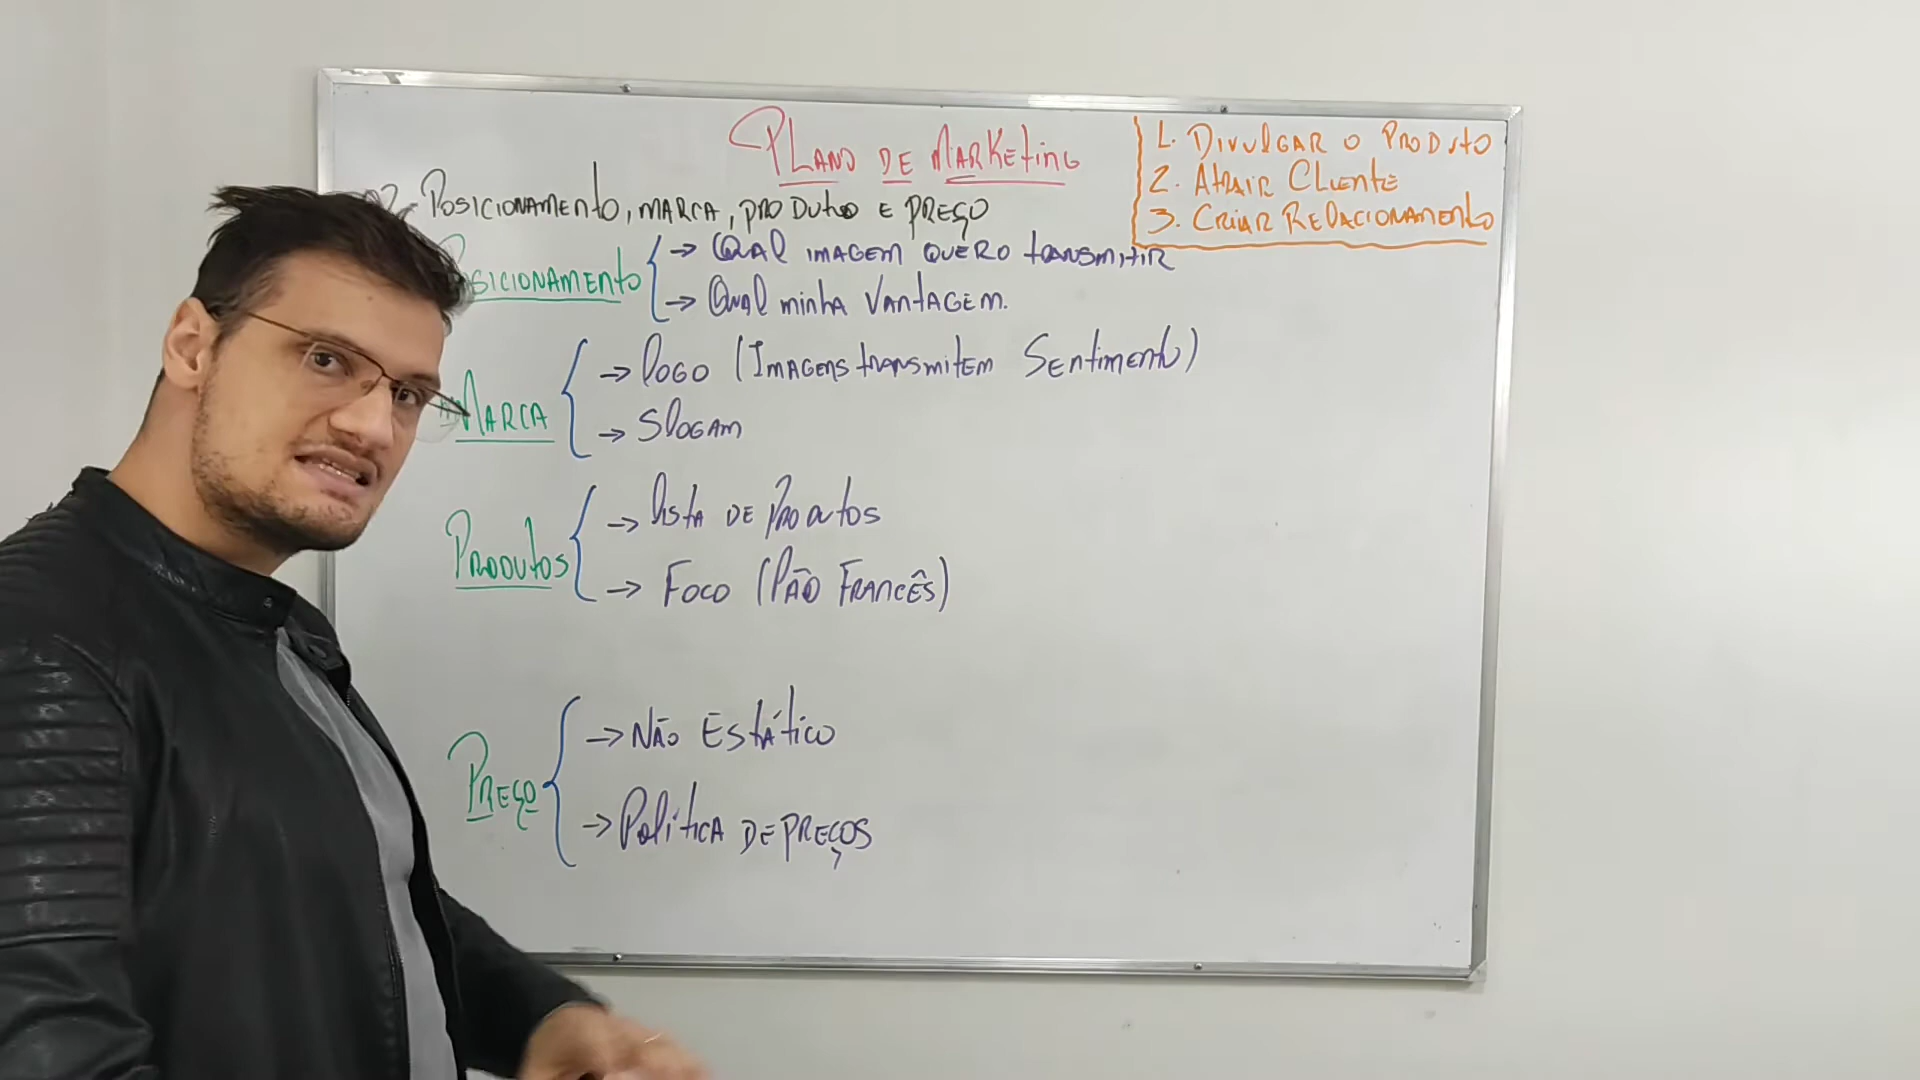 Plano de Marketing
1. Divulgar o Produto
2. Atrair Cliente
3. Criar Relacionamento
02-Posicionamento, marca, produto e preço
Posicionamento
→ Qual imagem quero transmitir
→ Qual minha vantagem.
Marca
→ Logo (Imagens transmitem Sentimento)
→ Slogam
Produtos
→ Lista de Produtos
→ Foco (Pão Francês)
Preço
→ Não Estático
→ Política de preços